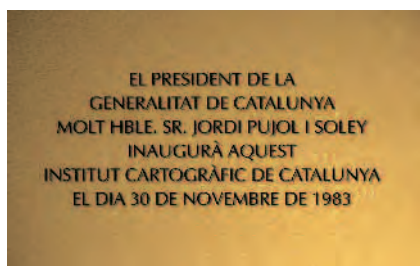 EL PRESIDENT DE LA
GENERALITAT DE CATALUNYA
MOLT HBLE. SR. JORDI PUJOL I SOLEY
INAUGURÀ AQUEST
INSTITUT CARTOGRÀFIC DE CATALUNYA
EL DIA 30 DE NOVEMBRE DE 1983